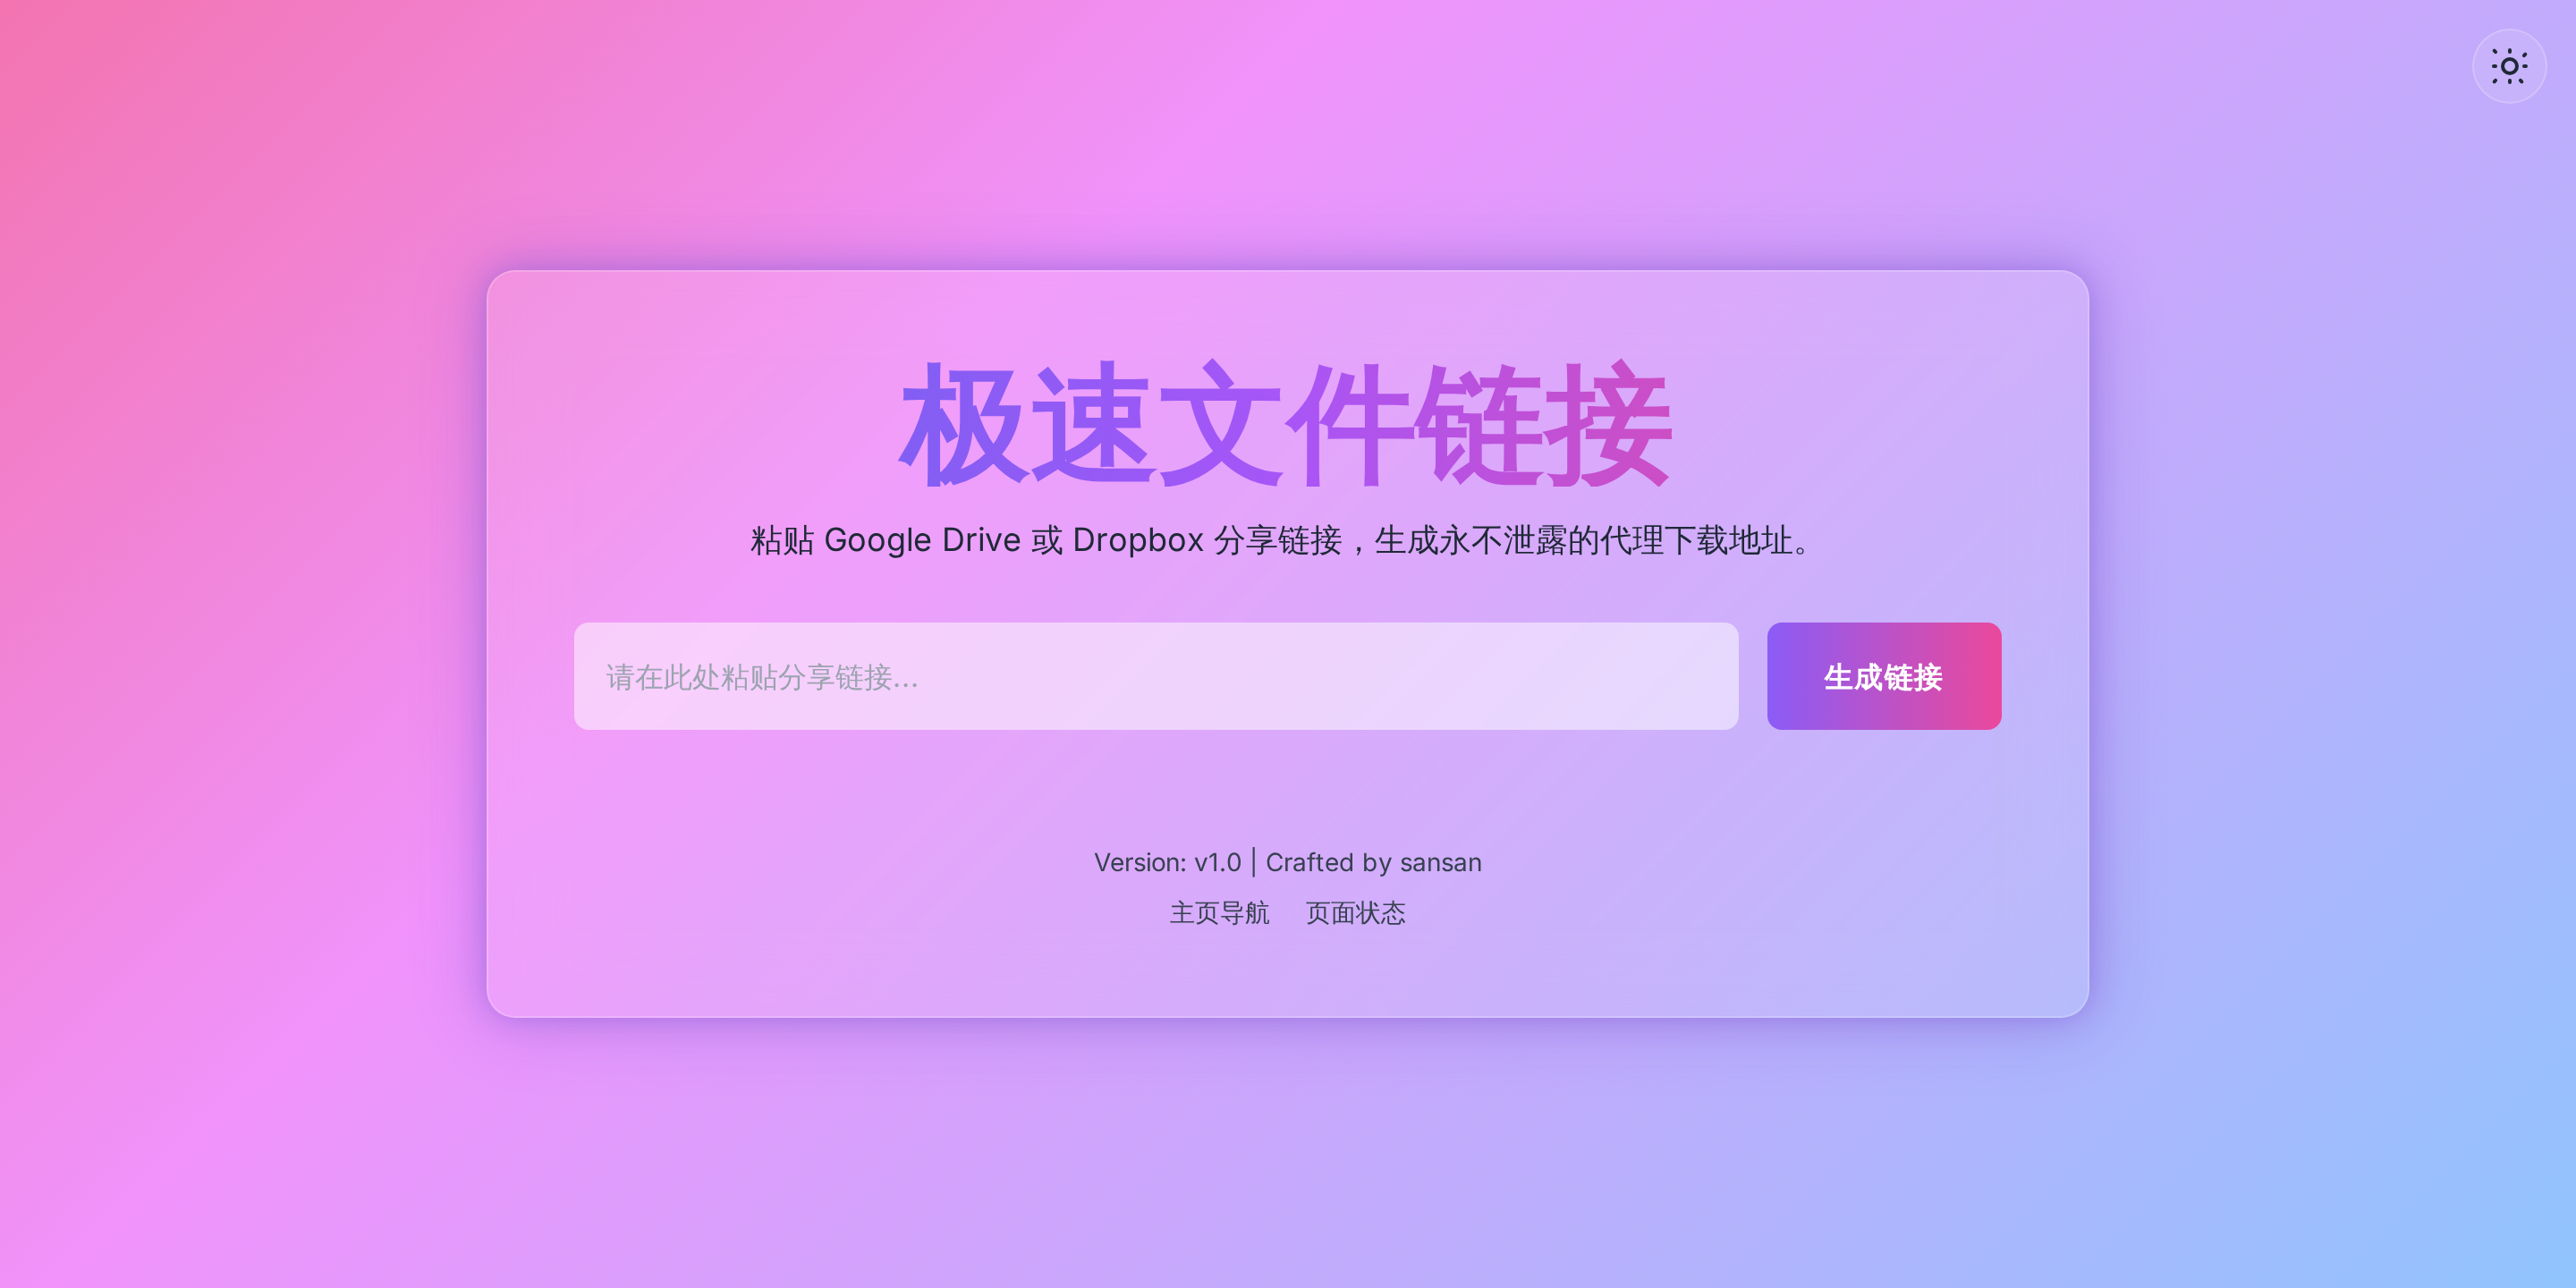 极速文件链接
粘贴 Google Drive 或 Dropbox 分享链接，生成永不泄露的代理下载地址。
请在此处粘贴分享链接...
生成链接
Version: v1.0 | Crafted by sansan
主页导航 页面状态